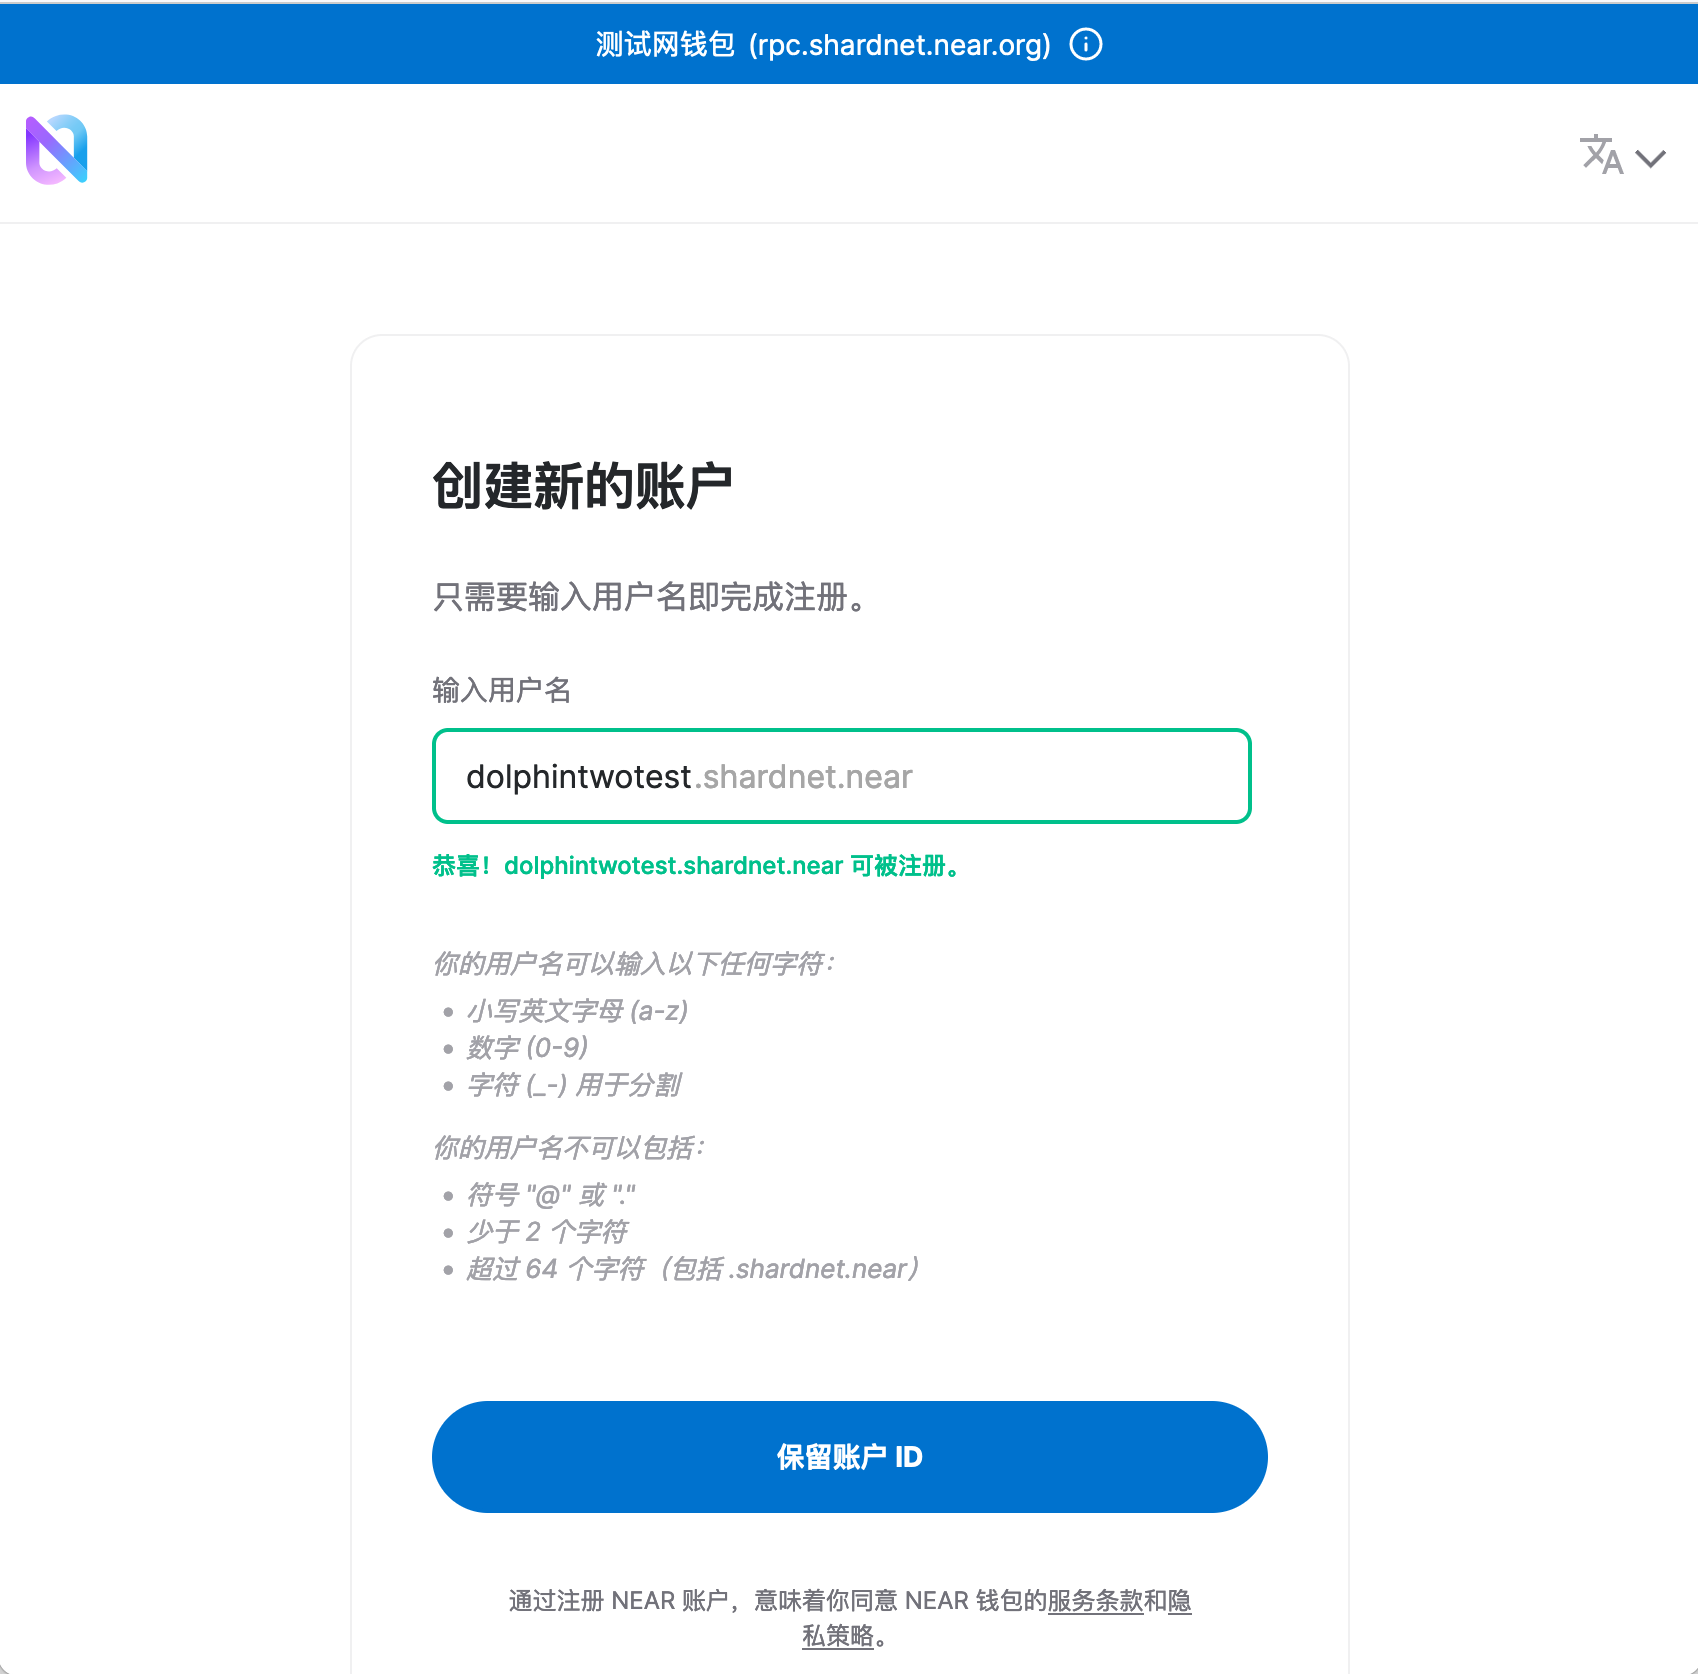 测试网钱包 (rpc.shardnet.near.org)
创建新的账户
只需要输入用户名即完成注册。
输入用户名
dolphintwotest.shardnet.near
恭喜！dolphintwotest.shardnet.near 可被注册。
你的用户名可以输入以下任何字符：
• 小写英文字母 (a-z)
• 数字 (0-9)
• 字符 (_-) 用于分割
你的用户名不可以包括：
• 符号 "@" 或 "."
• 少于 2 个字符
• 超过 64 个字符（包括 .shardnet.near）
保留账户 ID
通过注册 NEAR 账户，意味着你同意 NEAR 钱包的服务条款和隐
私策略。